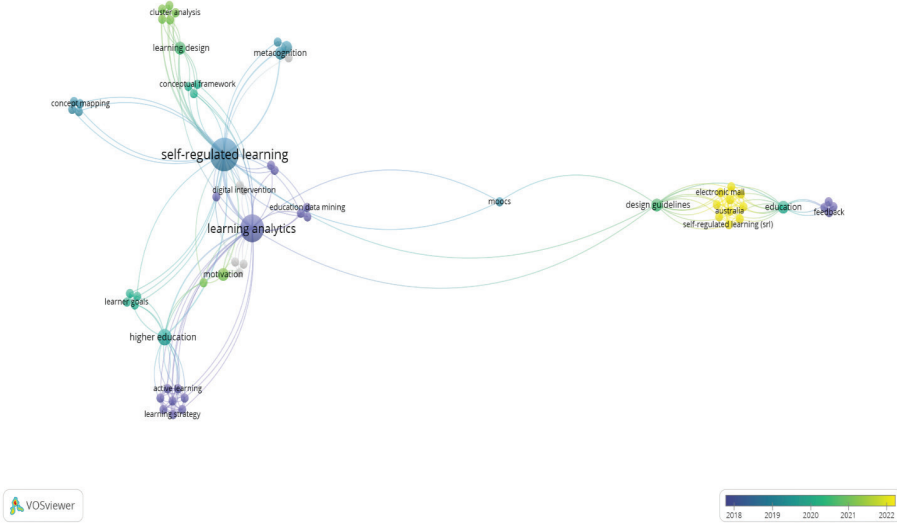 cluster analysis
learning design
metacognition
conceptual framework
concept mapping
self-regulated learning
digital intervention
education data mining
learning analytics
moocs
design guidelines
electronic mail
australia
self-regulated learning (srl)
education
feedback
motivation
learner goals
higher education
active learning
learning strategy
VOSviewer
2018 2019 2020 2021 2022